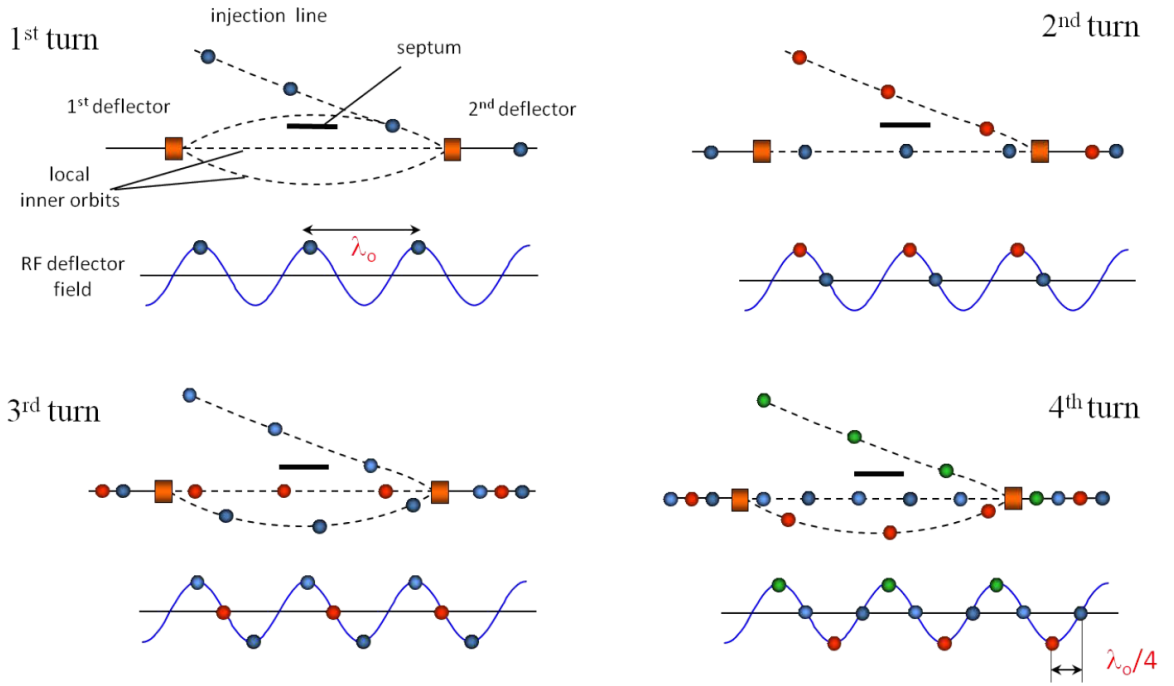 injection line
1st turn
septum
1st deflector
2nd deflector
local
inner orbits
λo
RF deflector
field
2nd turn
3rd turn
4th turn
λo/4